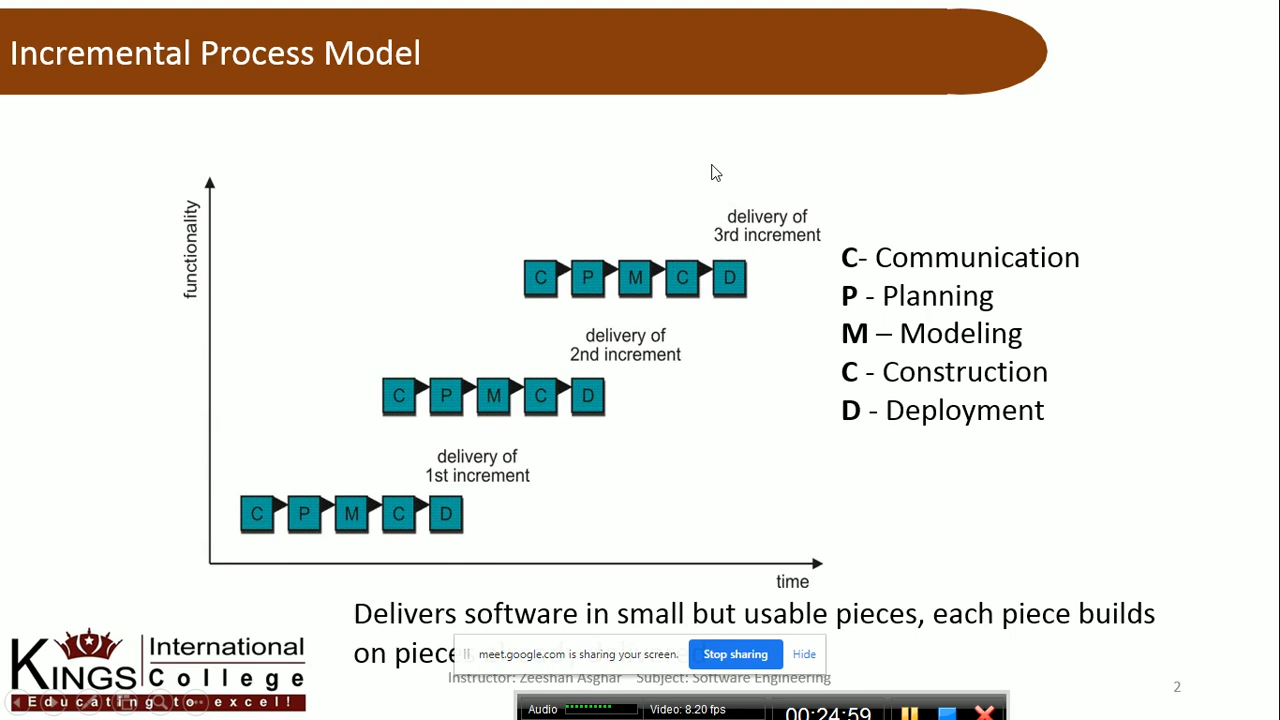 Incremental Process Model
functionality
delivery of
3rd increment
C P M C D
delivery of
2nd increment
C P M C D
delivery of
1st increment
C P M C D
time
C- Communication
P - Planning
M – Modeling
C - Construction
D - Deployment
Delivers software in small but usable pieces, each piece builds
on
meet.google.com is sharing your screen. Stop sharing Hide
Instructor: Zeeshan Asghar Subject: Software Engineering
KINGS International
College
Educating to excel!
2
Audio Video: 8.20 fps 00:24:59